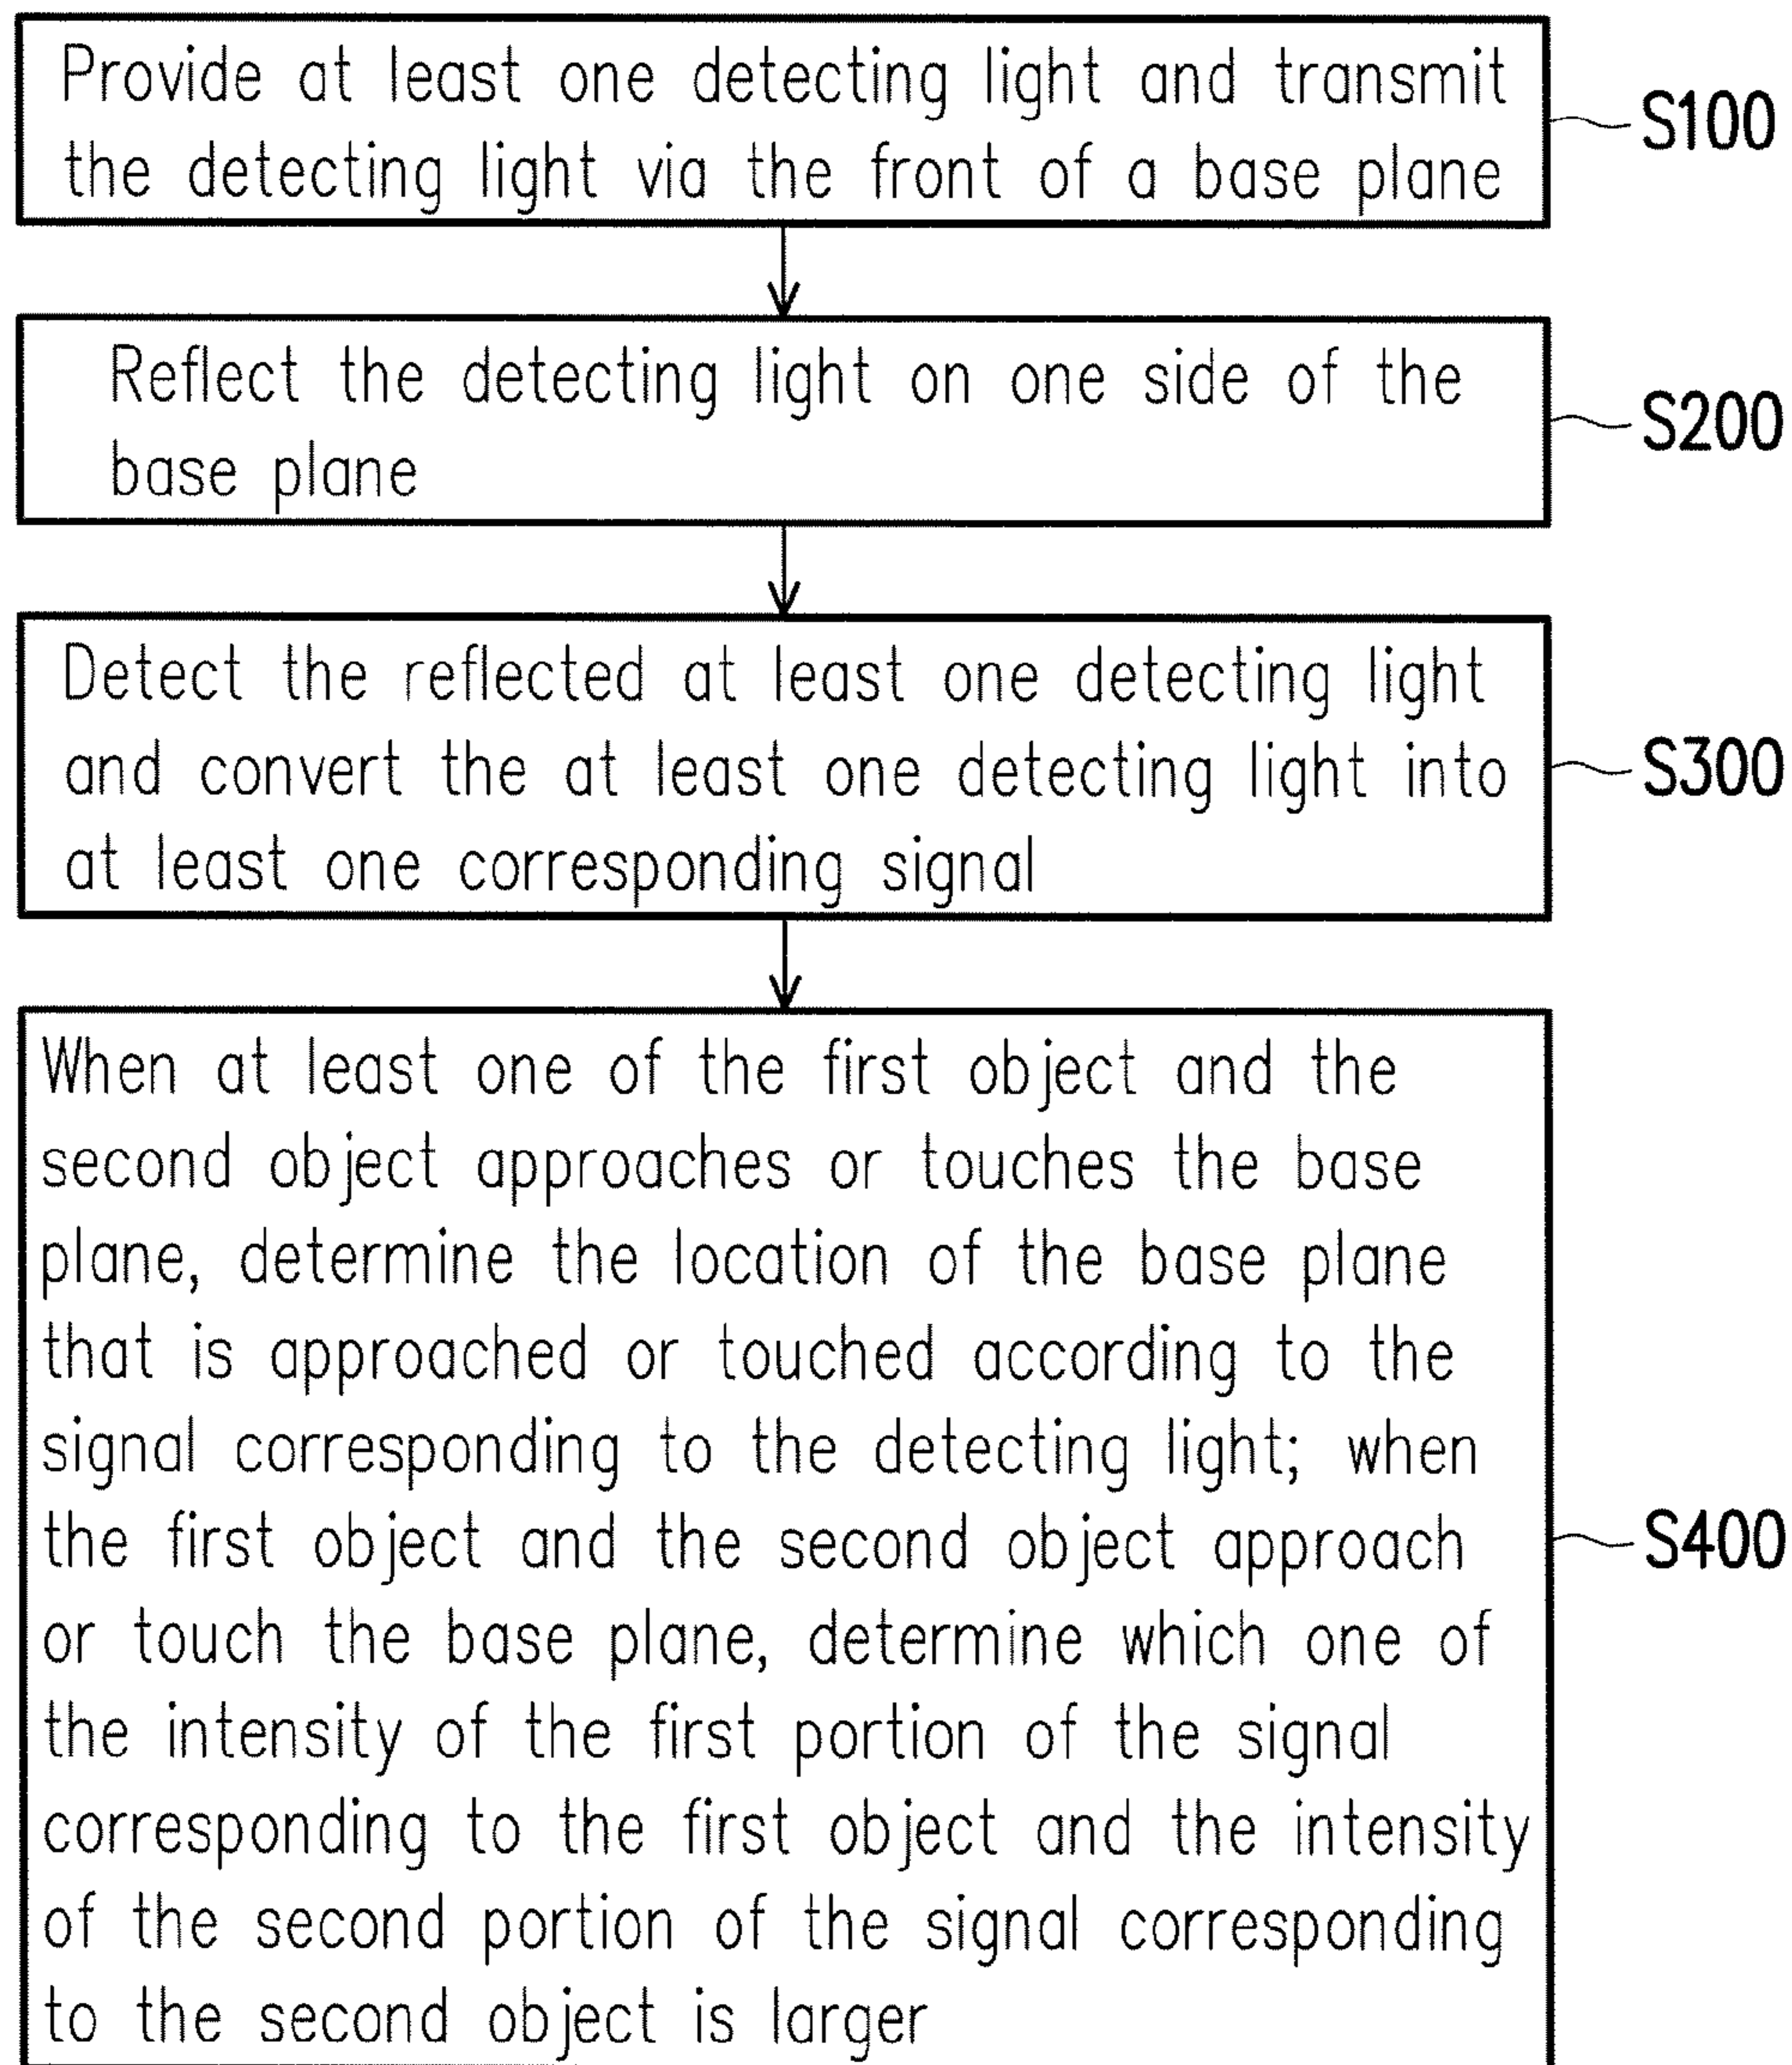 Provide at least one detecting light and transmit
the detecting light via the front of a base plane
S100
Reflect the detecting light on one side of the
base plane
S200
Detect the reflected at least one detecting light
and convert the at least one detecting light into
at least one corresponding signal
S300
When at least one of the first object and the
second object approaches or touches the base
plane, determine the location of the base plane
that is approached or touched according to the
signal corresponding to the detecting light; when
the first object and the second object approach
or touch the base plane, determine which one of
the intensity of the first portion of the signal
corresponding to the first object and the intensity
of the second portion of the signal corresponding
to the second object is larger
S400